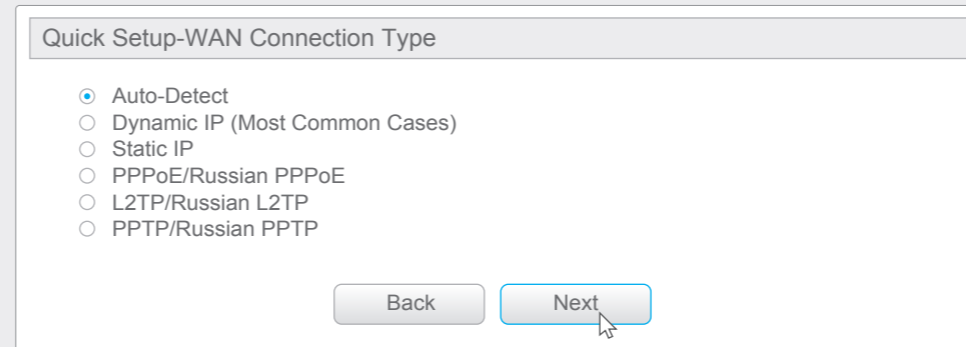 Quick Setup-WAN Connection Type
Auto-Detect
Dynamic IP (Most Common Cases)
Static IP
PPPoE/Russian PPPoE
L2TP/Russian L2TP
PPTP/Russian PPTP
Back Next